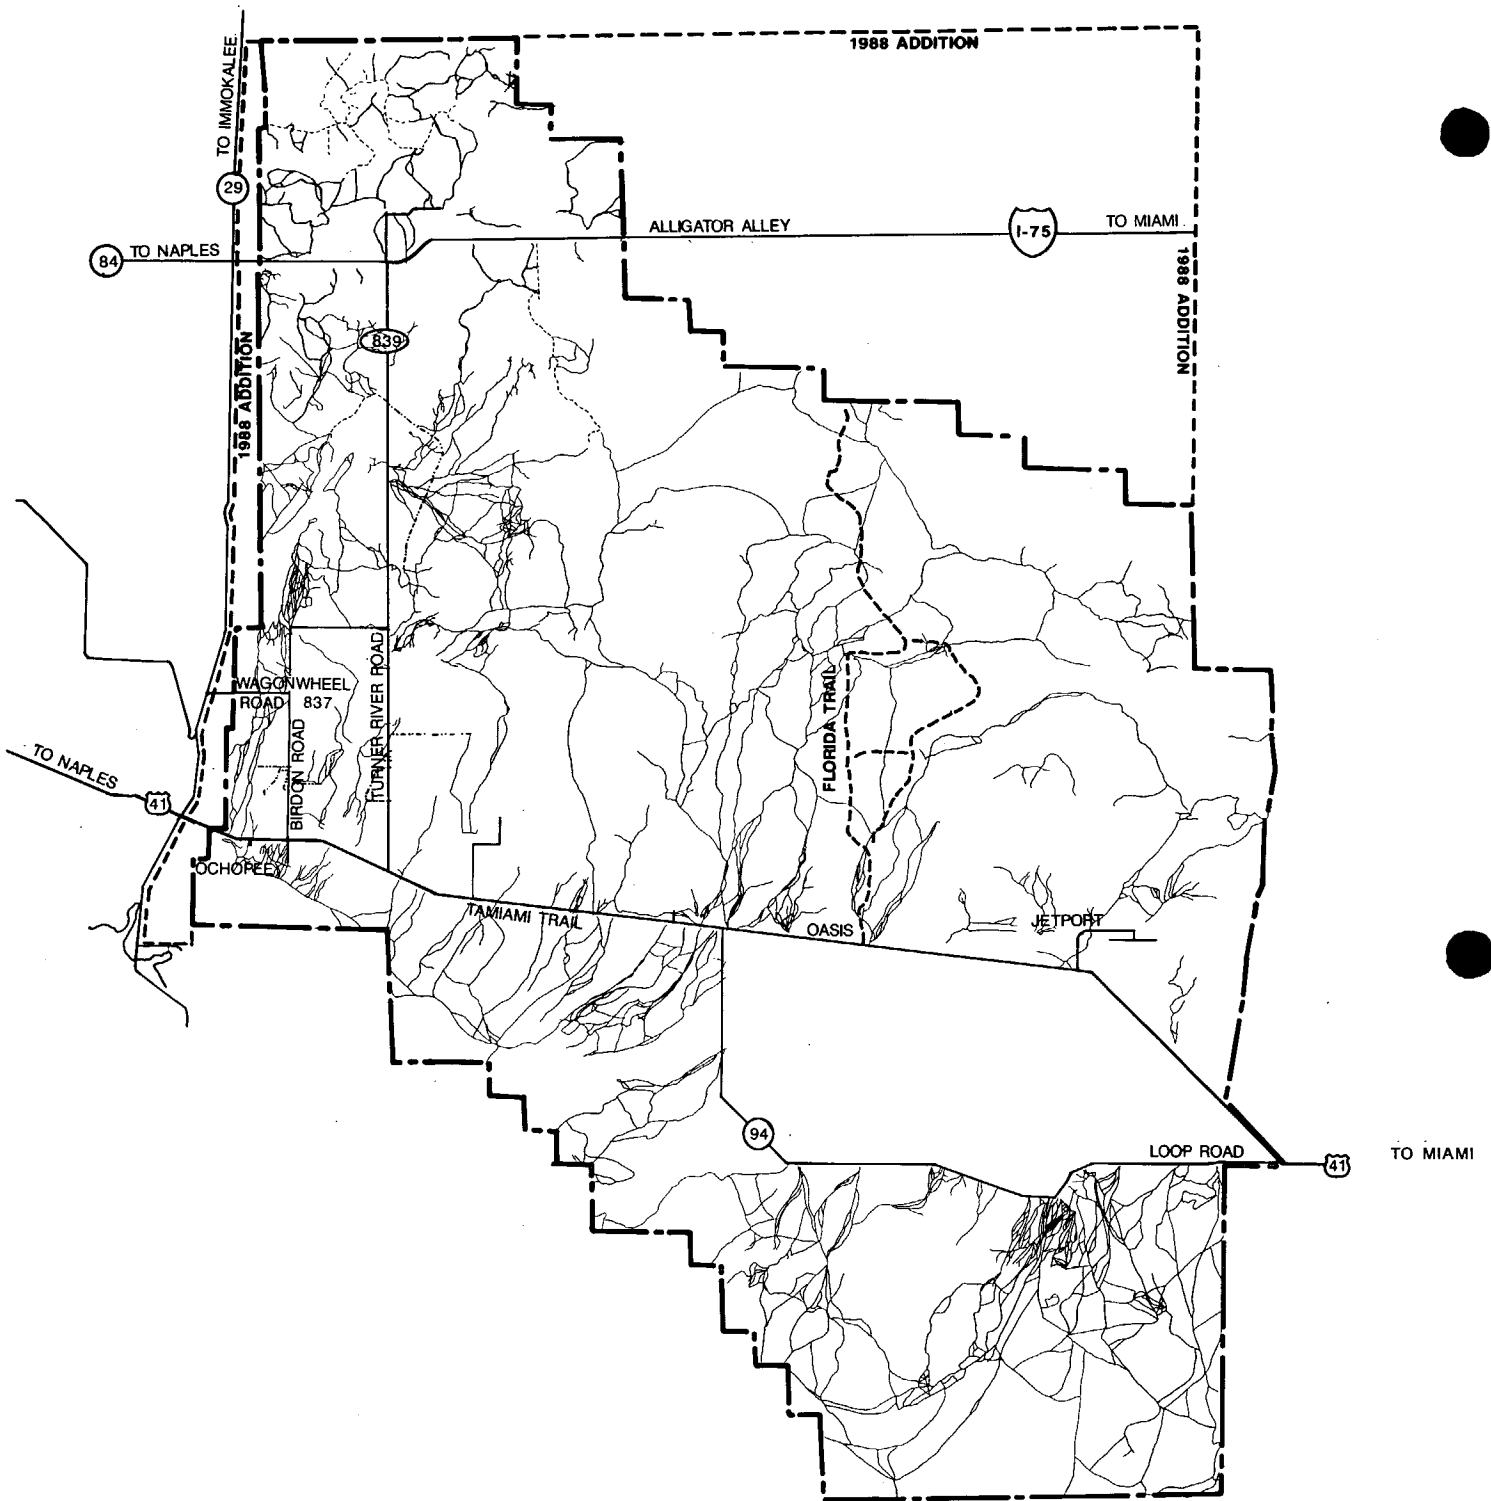 1988 ADDITION
TO IMMOKALEE
29
ALLIGATOR ALLEY
I-75
TO MIAMI
84
TO NAPLES
1988 ADDITION
839
1988 ADDITION
WAGONWHEEL
ROAD 837
TURNER RIVER ROAD
BIRDON ROAD
FLORIDA TRAIL
TO NAPLES
41
OCHOPEE
TAMIAMI TRAIL
OASIS
JETPORT
94
LOOP ROAD
41
TO MIAMI